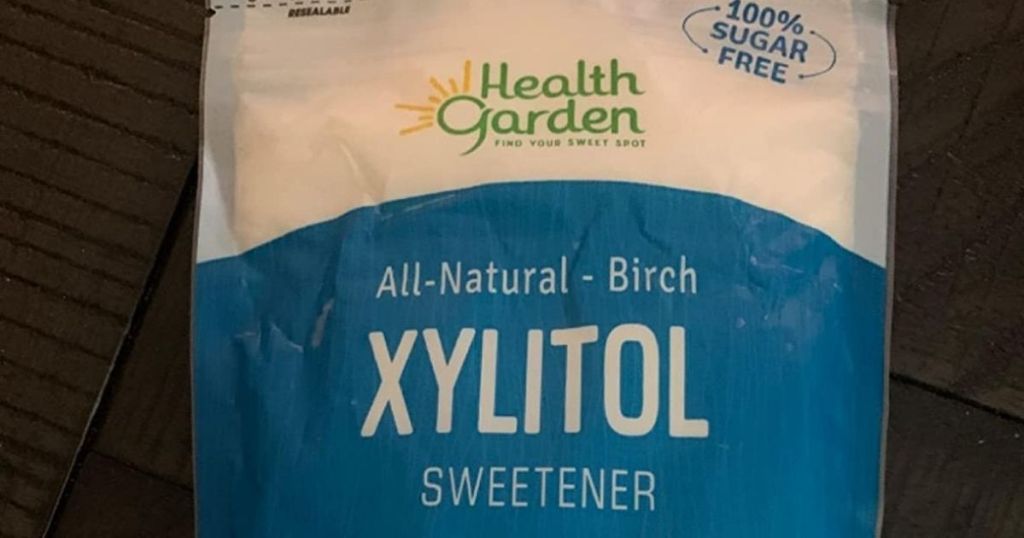 RESEALABLE
100%
SUGAR
FREE
Health
Garden
FIND YOUR SWEET SPOT
All-Natural - Birch
XYLITOL
SWEETENER